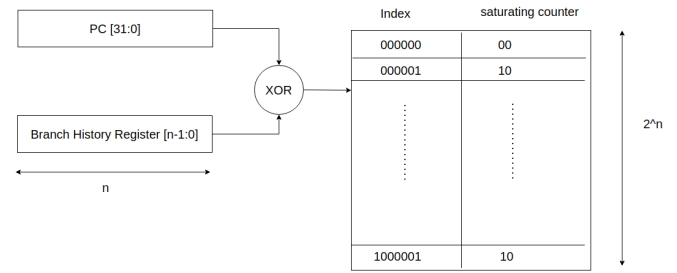 Index saturating counter
PC [31:0]
000000 00
000001 10
XOR
Branch History Register [n-1:0]
2^n
n
1000001 10